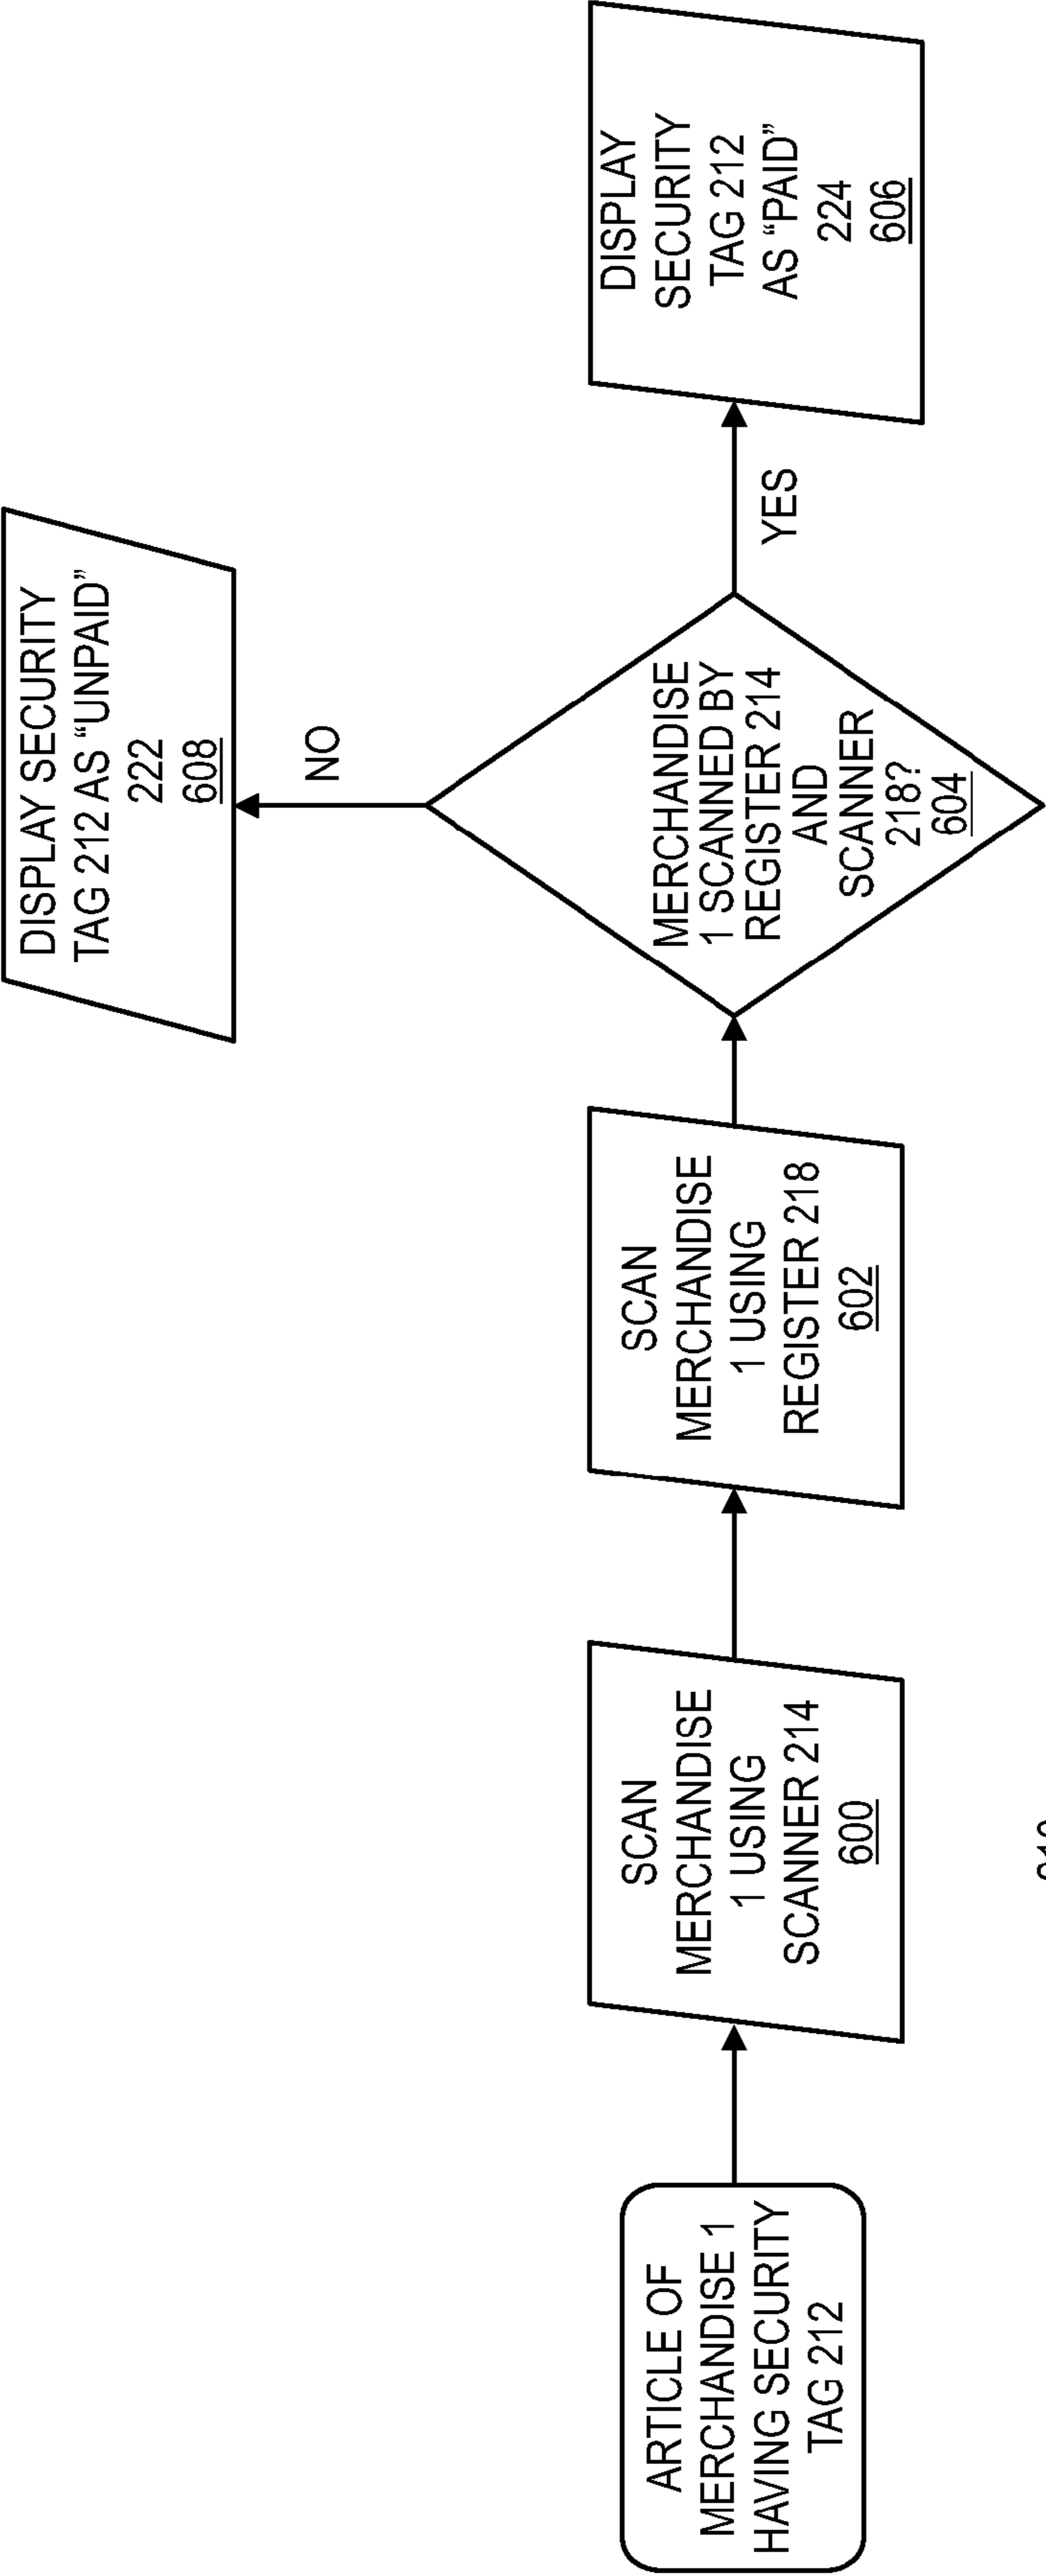 ARTICLE OF
MERCHANDISE 1
HAVING SECURITY
TAG 212
SCAN
MERCHANDISE
1 USING
SCANNER 214
600
SCAN
MERCHANDISE
1 USING
REGISTER 218
602
MERCHANDISE
1 SCANNED BY
REGISTER 214
AND
SCANNER
218?
604
NO
DISPLAY SECURITY
TAG 212 AS “UNPAID”
222
608
YES
DISPLAY
SECURITY
TAG 212
AS “PAID”
224
606